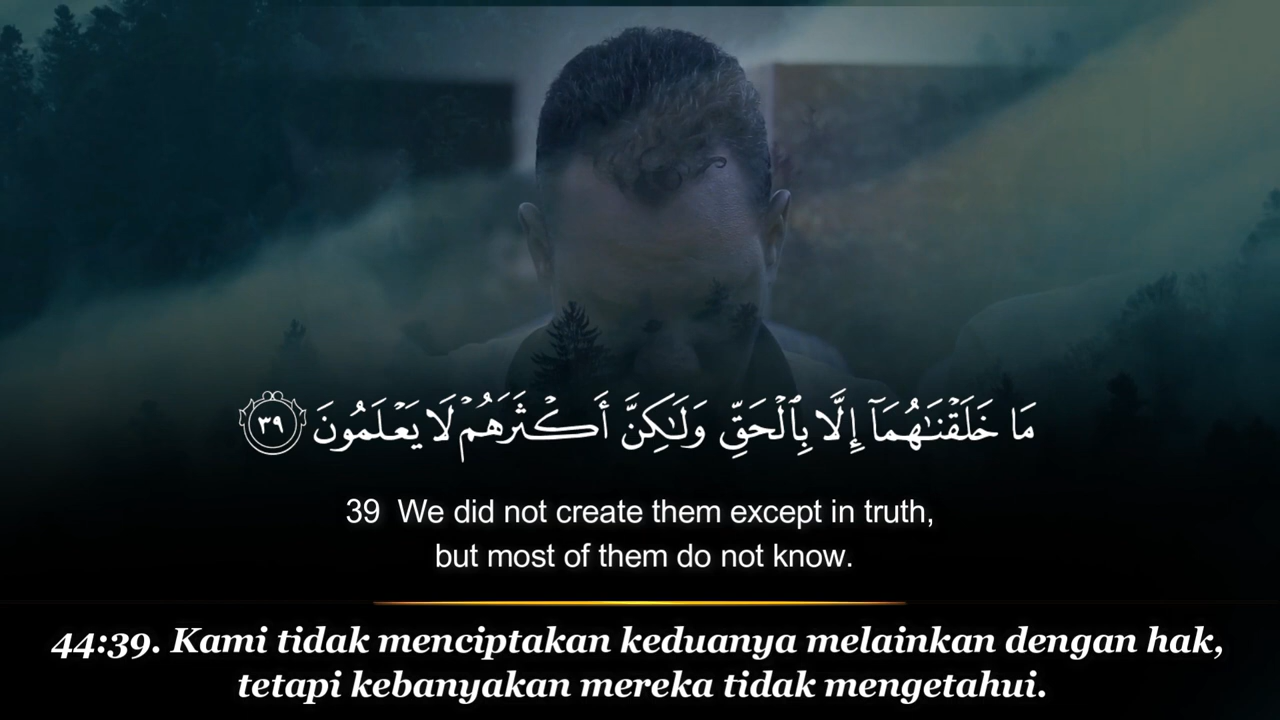 مَا خَلَقْنَٰهُمَآ إِلَّا بِٱلْحَقِّ وَلَٰكِنَّ أَكْثَرَهُمْ لَا يَعْلَمُونَ ٣٩
39 We did not create them except in truth,
but most of them do not know.
44:39. Kami tidak menciptakan keduanya melainkan dengan hak,
tetapi kebanyakan mereka tidak mengetahui.